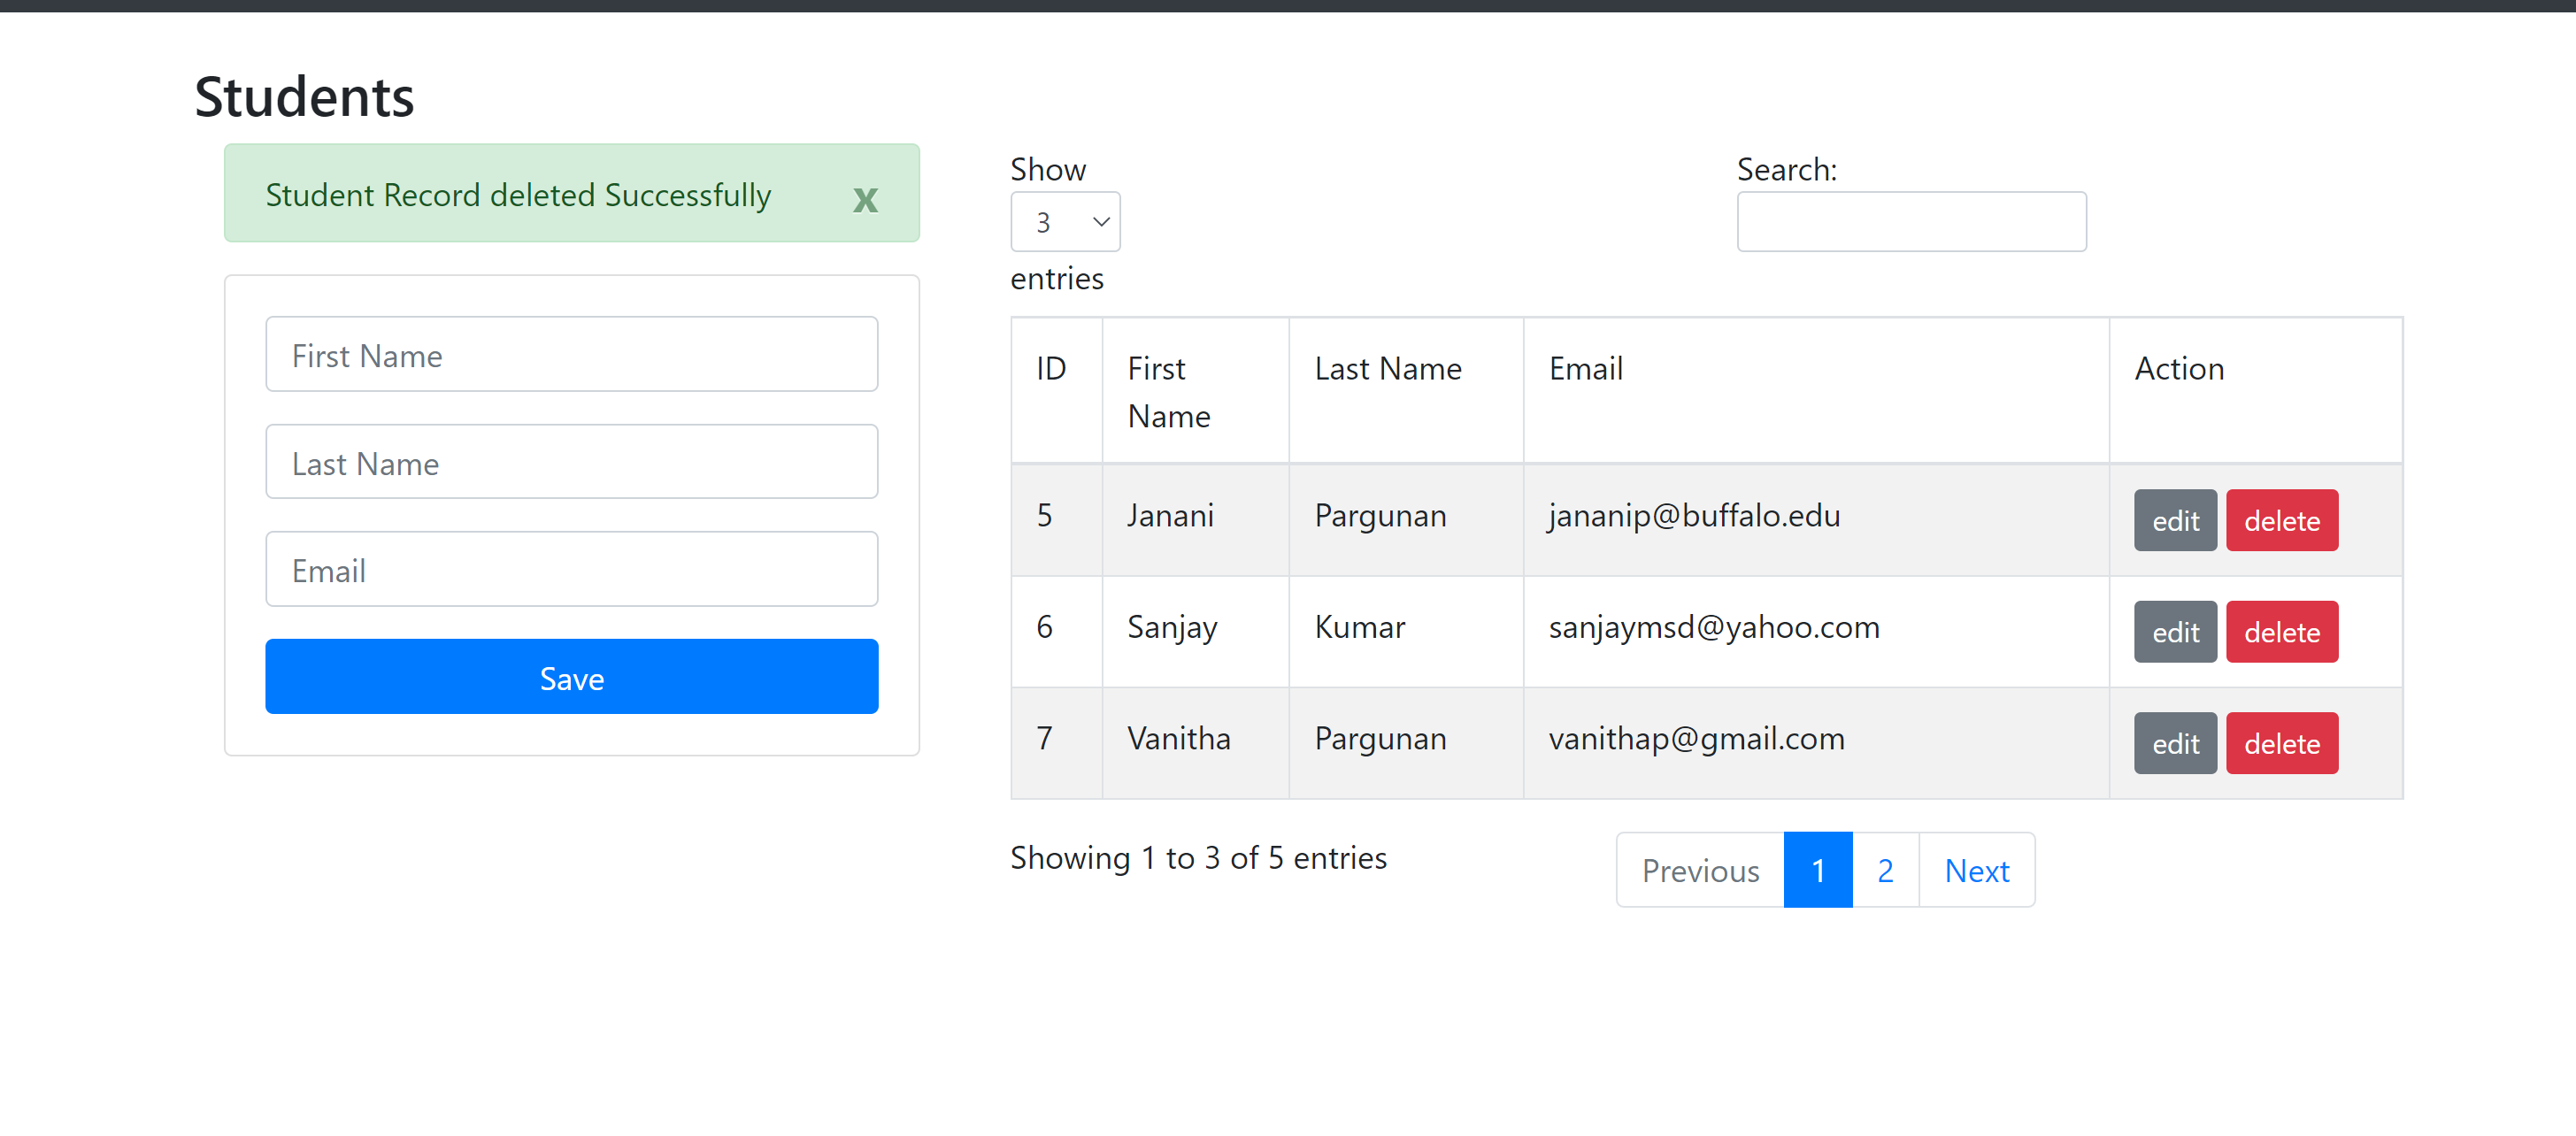 Students
Student Record deleted Successfully x
First Name
Last Name
Email
Save
Show
3
entries
Search:
ID First Name Last Name Email Action
5 Janani Pargunan jananip@buffalo.edu edit delete
6 Sanjay Kumar sanjaymsd@yahoo.com edit delete
7 Vanitha Pargunan vanithap@gmail.com edit delete
Showing 1 to 3 of 5 entries
Previous 1 2 Next